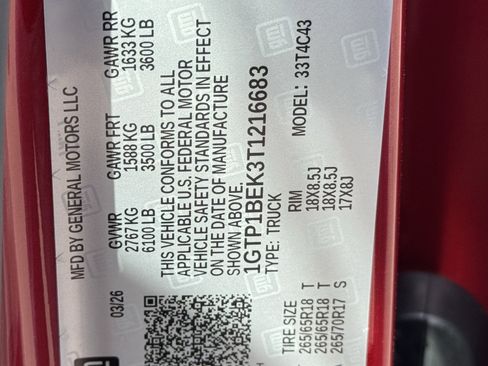 MFD BY GENERAL MOTORS LLC
03/26
GVWR GAWR FRT GAWR RR
2767 KG 1588 KG 1633 KG
6100 LB 3500 LB 3600 LB
THIS VEHICLE CONFORMS TO ALL
APPLICABLE U.S. FEDERAL MOTOR
VEHICLE SAFETY STANDARDS IN EFFECT
ON THE DATE OF MANUFACTURE
SHOWN ABOVE.
1GTP1BEK3T1216683
TYPE: TRUCK MODEL: 33T4C43
TIRE SIZE RIM
265/65R18 T 18X8.5J
265/65R18 T 18X8.5J
265/70R17 S 17X8J
gm